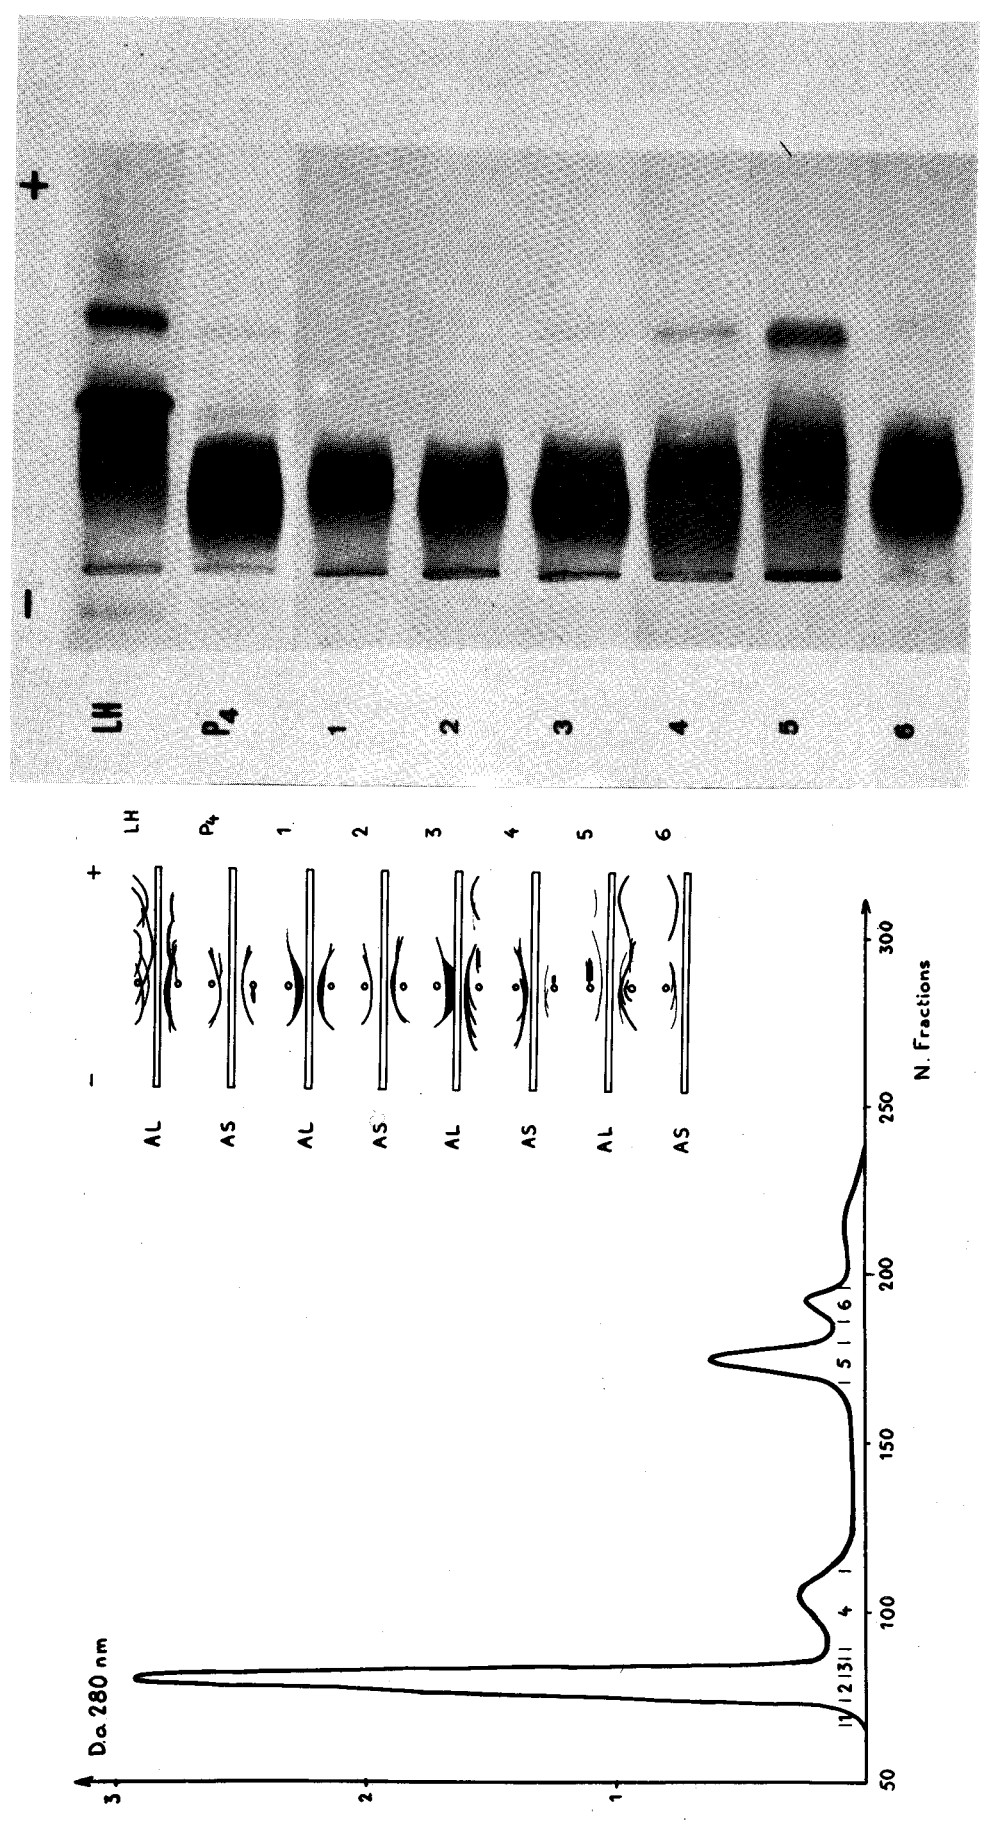 +
−
LH
P4
1
2
3
4
5
6
+
−
LH
P4
1
2
3
4
5
6
AL
AS
AL
AS
AL
AS
AL
AS
D.o. 280 nm
3
2
1
|1|2|3| 4 | | 5 | | 6 |
50
100
150
200
250
300
N. Fractions